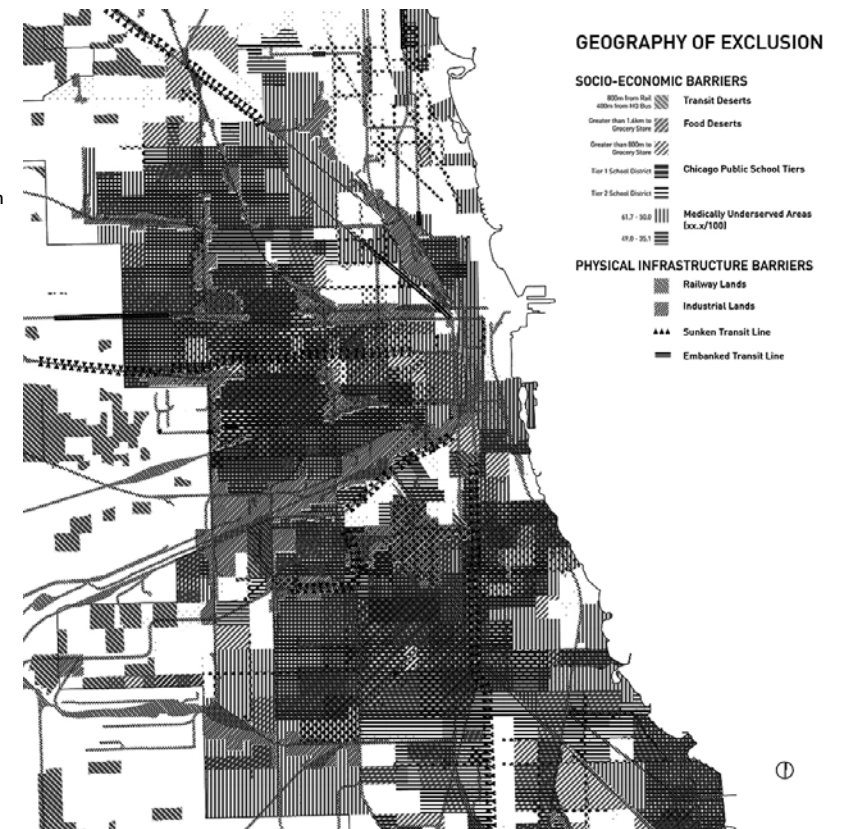 n
GEOGRAPHY OF EXCLUSION
SOCIO-ECONOMIC BARRIERS
800m from Rail
400m from HQ Bus
Transit Deserts
Greater than 1.6km to
Grocery Store
Food Deserts
Greater than 800m to
Grocery Store
Tier 1 School District
Chicago Public School Tiers
Tier 2 School District
61.7 - 50.0
Medically Underserved Areas
(xx.x/100)
49.8 - 35.1
PHYSICAL INFRASTRUCTURE BARRIERS
Railway Lands
Industrial Lands
Sunken Transit Line
Embanked Transit Line